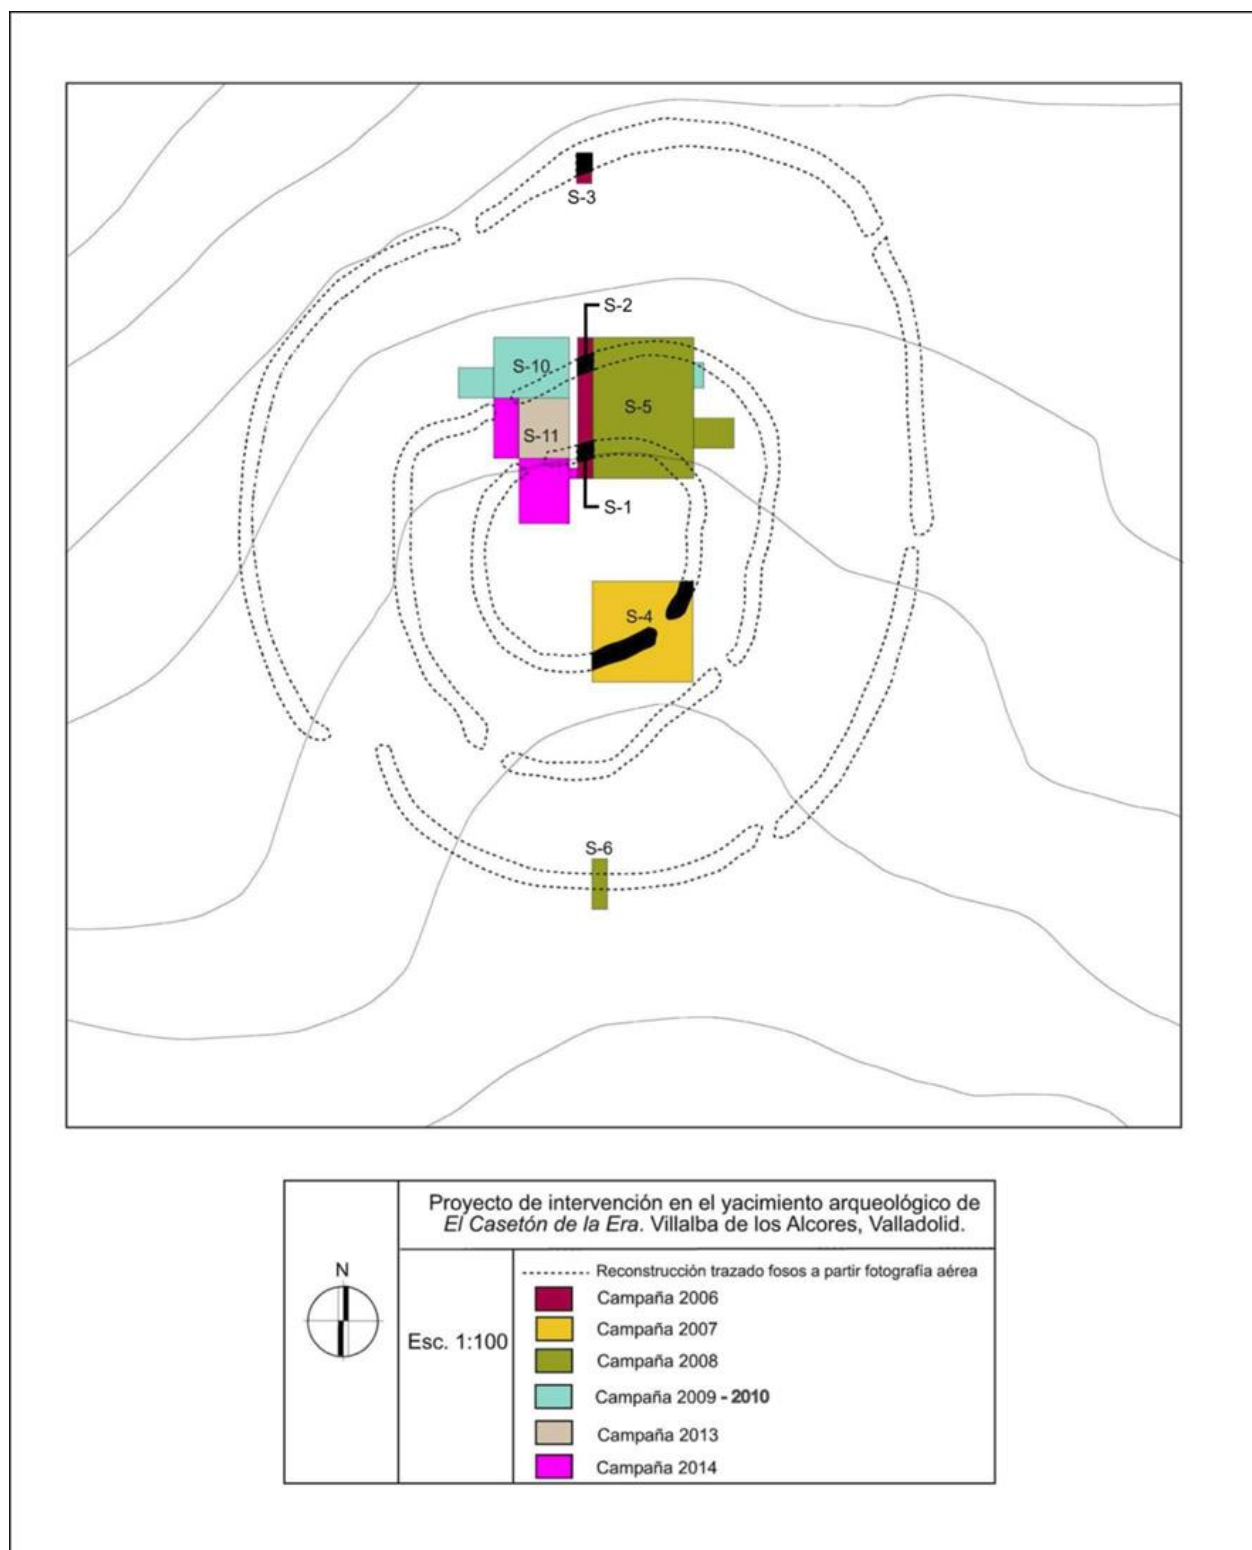 S-3
S-2
S-10
S-5
S-11
S-1
S-4
S-6
Proyecto de intervención en el yacimiento arqueológico de
El Casetón de la Era. Villalba de los Alcores, Valladolid.
N
Esc. 1:100
Reconstrucción trazado fosos a partir fotografía aérea
Campaña 2006
Campaña 2007
Campaña 2008
Campaña 2009 - 2010
Campaña 2013
Campaña 2014